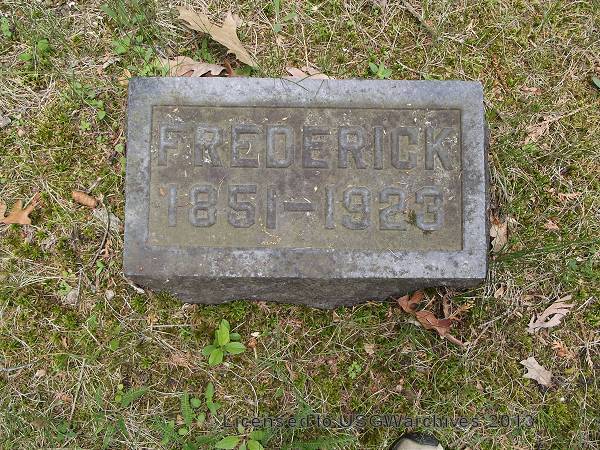 FREDERICK
1851-1923
Licensed to USGWarchives 2013